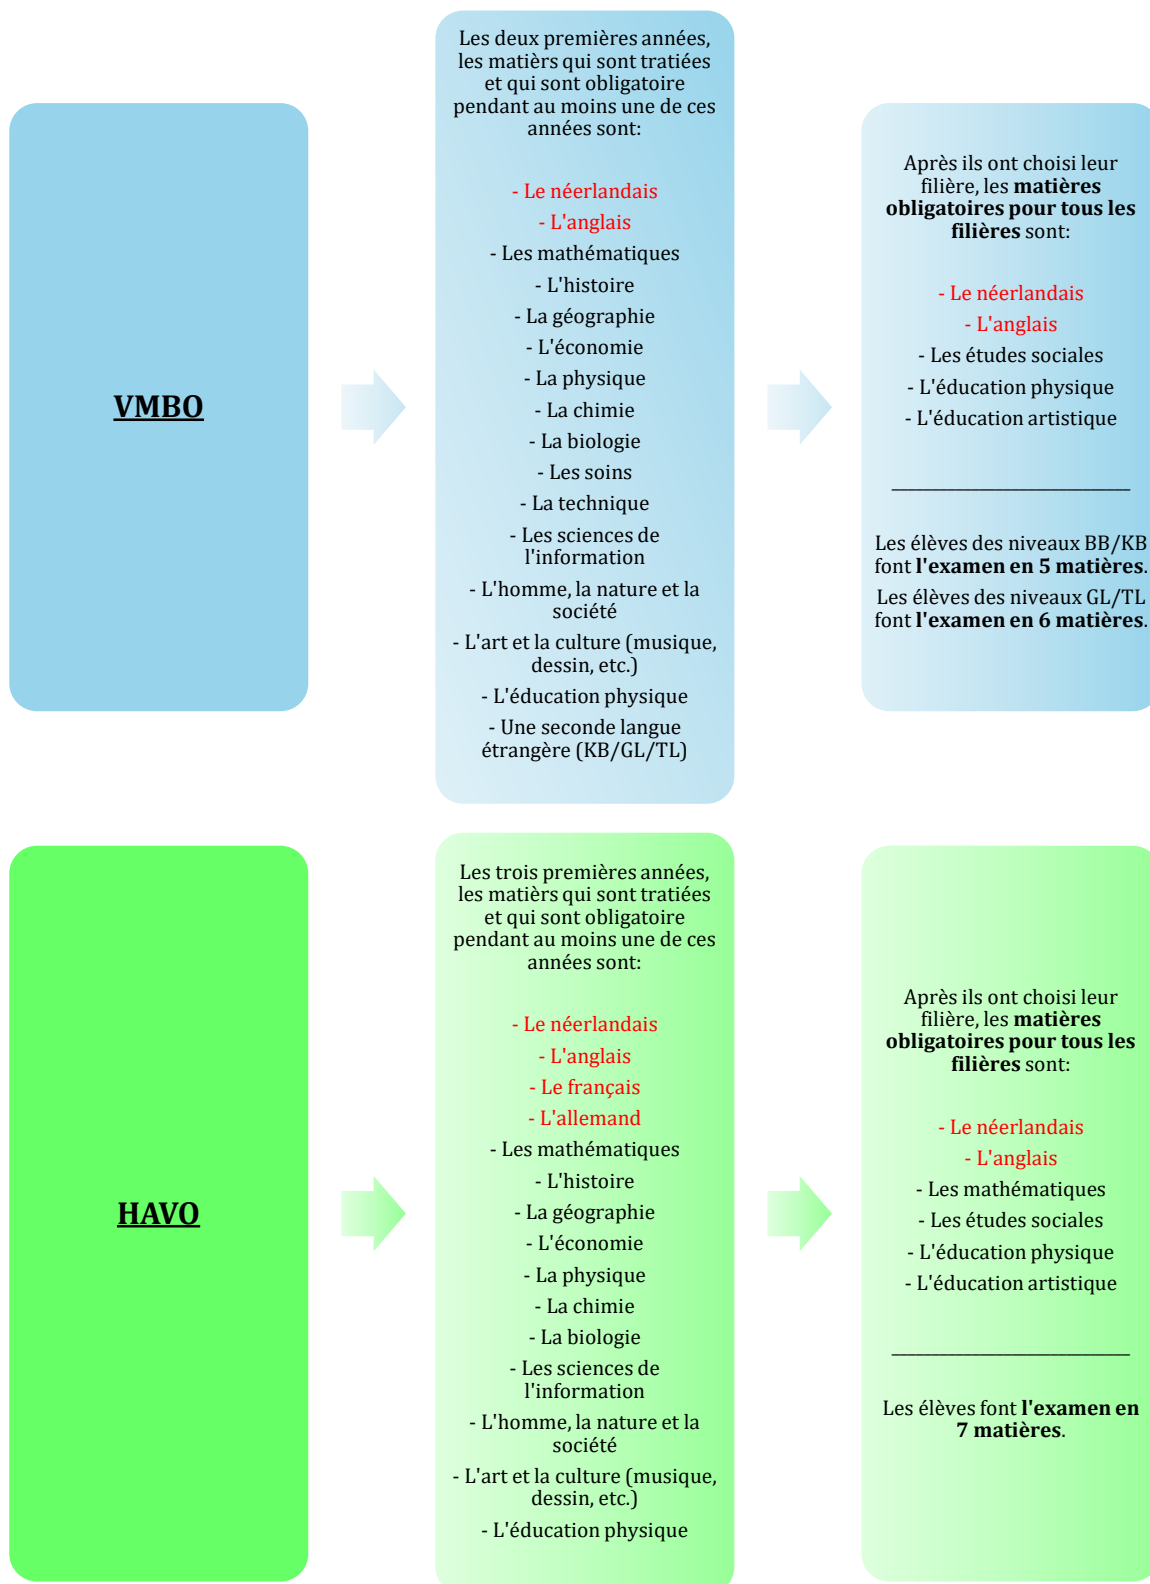 VMBO
Les deux premières années,
les matièrs qui sont tratiées
et qui sont obligatoire
pendant au moins une de ces
années sont:
- Le néerlandais
- L'anglais
- Les mathématiques
- L'histoire
- La géographie
- L'économie
- La physique
- La chimie
- La biologie
- Les soins
- La technique
- Les sciences de
l'information
- L'homme, la nature et la
société
- L'art et la culture (musique,
dessin, etc.)
- L'éducation physique
- Une seconde langue
étrangère (KB/GL/TL)
Après ils ont choisi leur
filière, les matières
obligatoires pour tous les
filières sont:
- Le néerlandais
- L'anglais
- Les études sociales
- L'éducation physique
- L'éducation artistique
______________________________
Les élèves des niveaux BB/KB
font l'examen en 5 matières.
Les élèves des niveaux GL/TL
font l'examen en 6 matières.
HAVO
Les trois premières années,
les matièrs qui sont tratiées
et qui sont obligatoire
pendant au moins une de ces
années sont:
- Le néerlandais
- L'anglais
- Le français
- L'allemand
- Les mathématiques
- L'histoire
- La géographie
- L'économie
- La physique
- La chimie
- La biologie
- Les sciences de
l'information
- L'homme, la nature et la
société
- L'art et la culture (musique,
dessin, etc.)
- L'éducation physique
Après ils ont choisi leur
filière, les matières
obligatoires pour tous les
filières sont:
- Le néerlandais
- L'anglais
- Les mathématiques
- Les études sociales
- L'éducation physique
- L'éducation artistique
______________________________
Les élèves font l'examen en
7 matières.